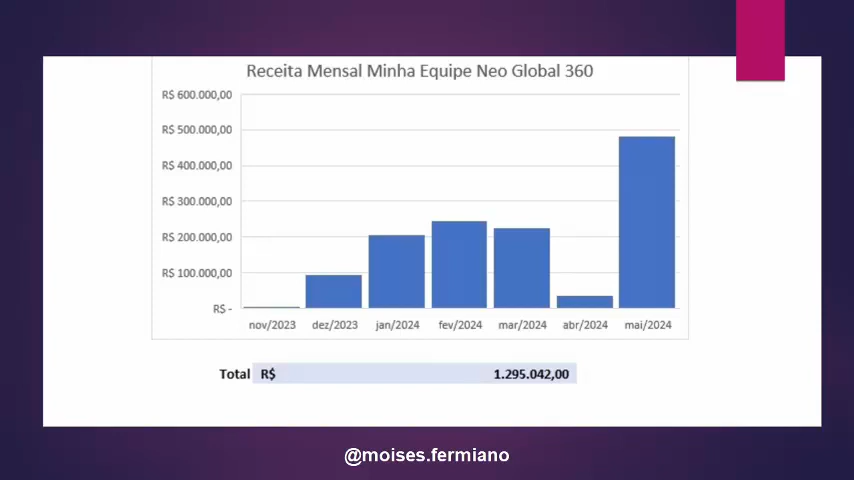 Receita Mensal Minha Equipe Neo Global 360
R$ 600.000,00
R$ 500.000,00
R$ 400.000,00
R$ 300.000,00
R$ 200.000,00
R$ 100.000,00
R$ -
nov/2023 dez/2023 jan/2024 fev/2024 mar/2024 abr/2024 mai/2024
Total R$ 1.295.042,00
@moises.fermiano